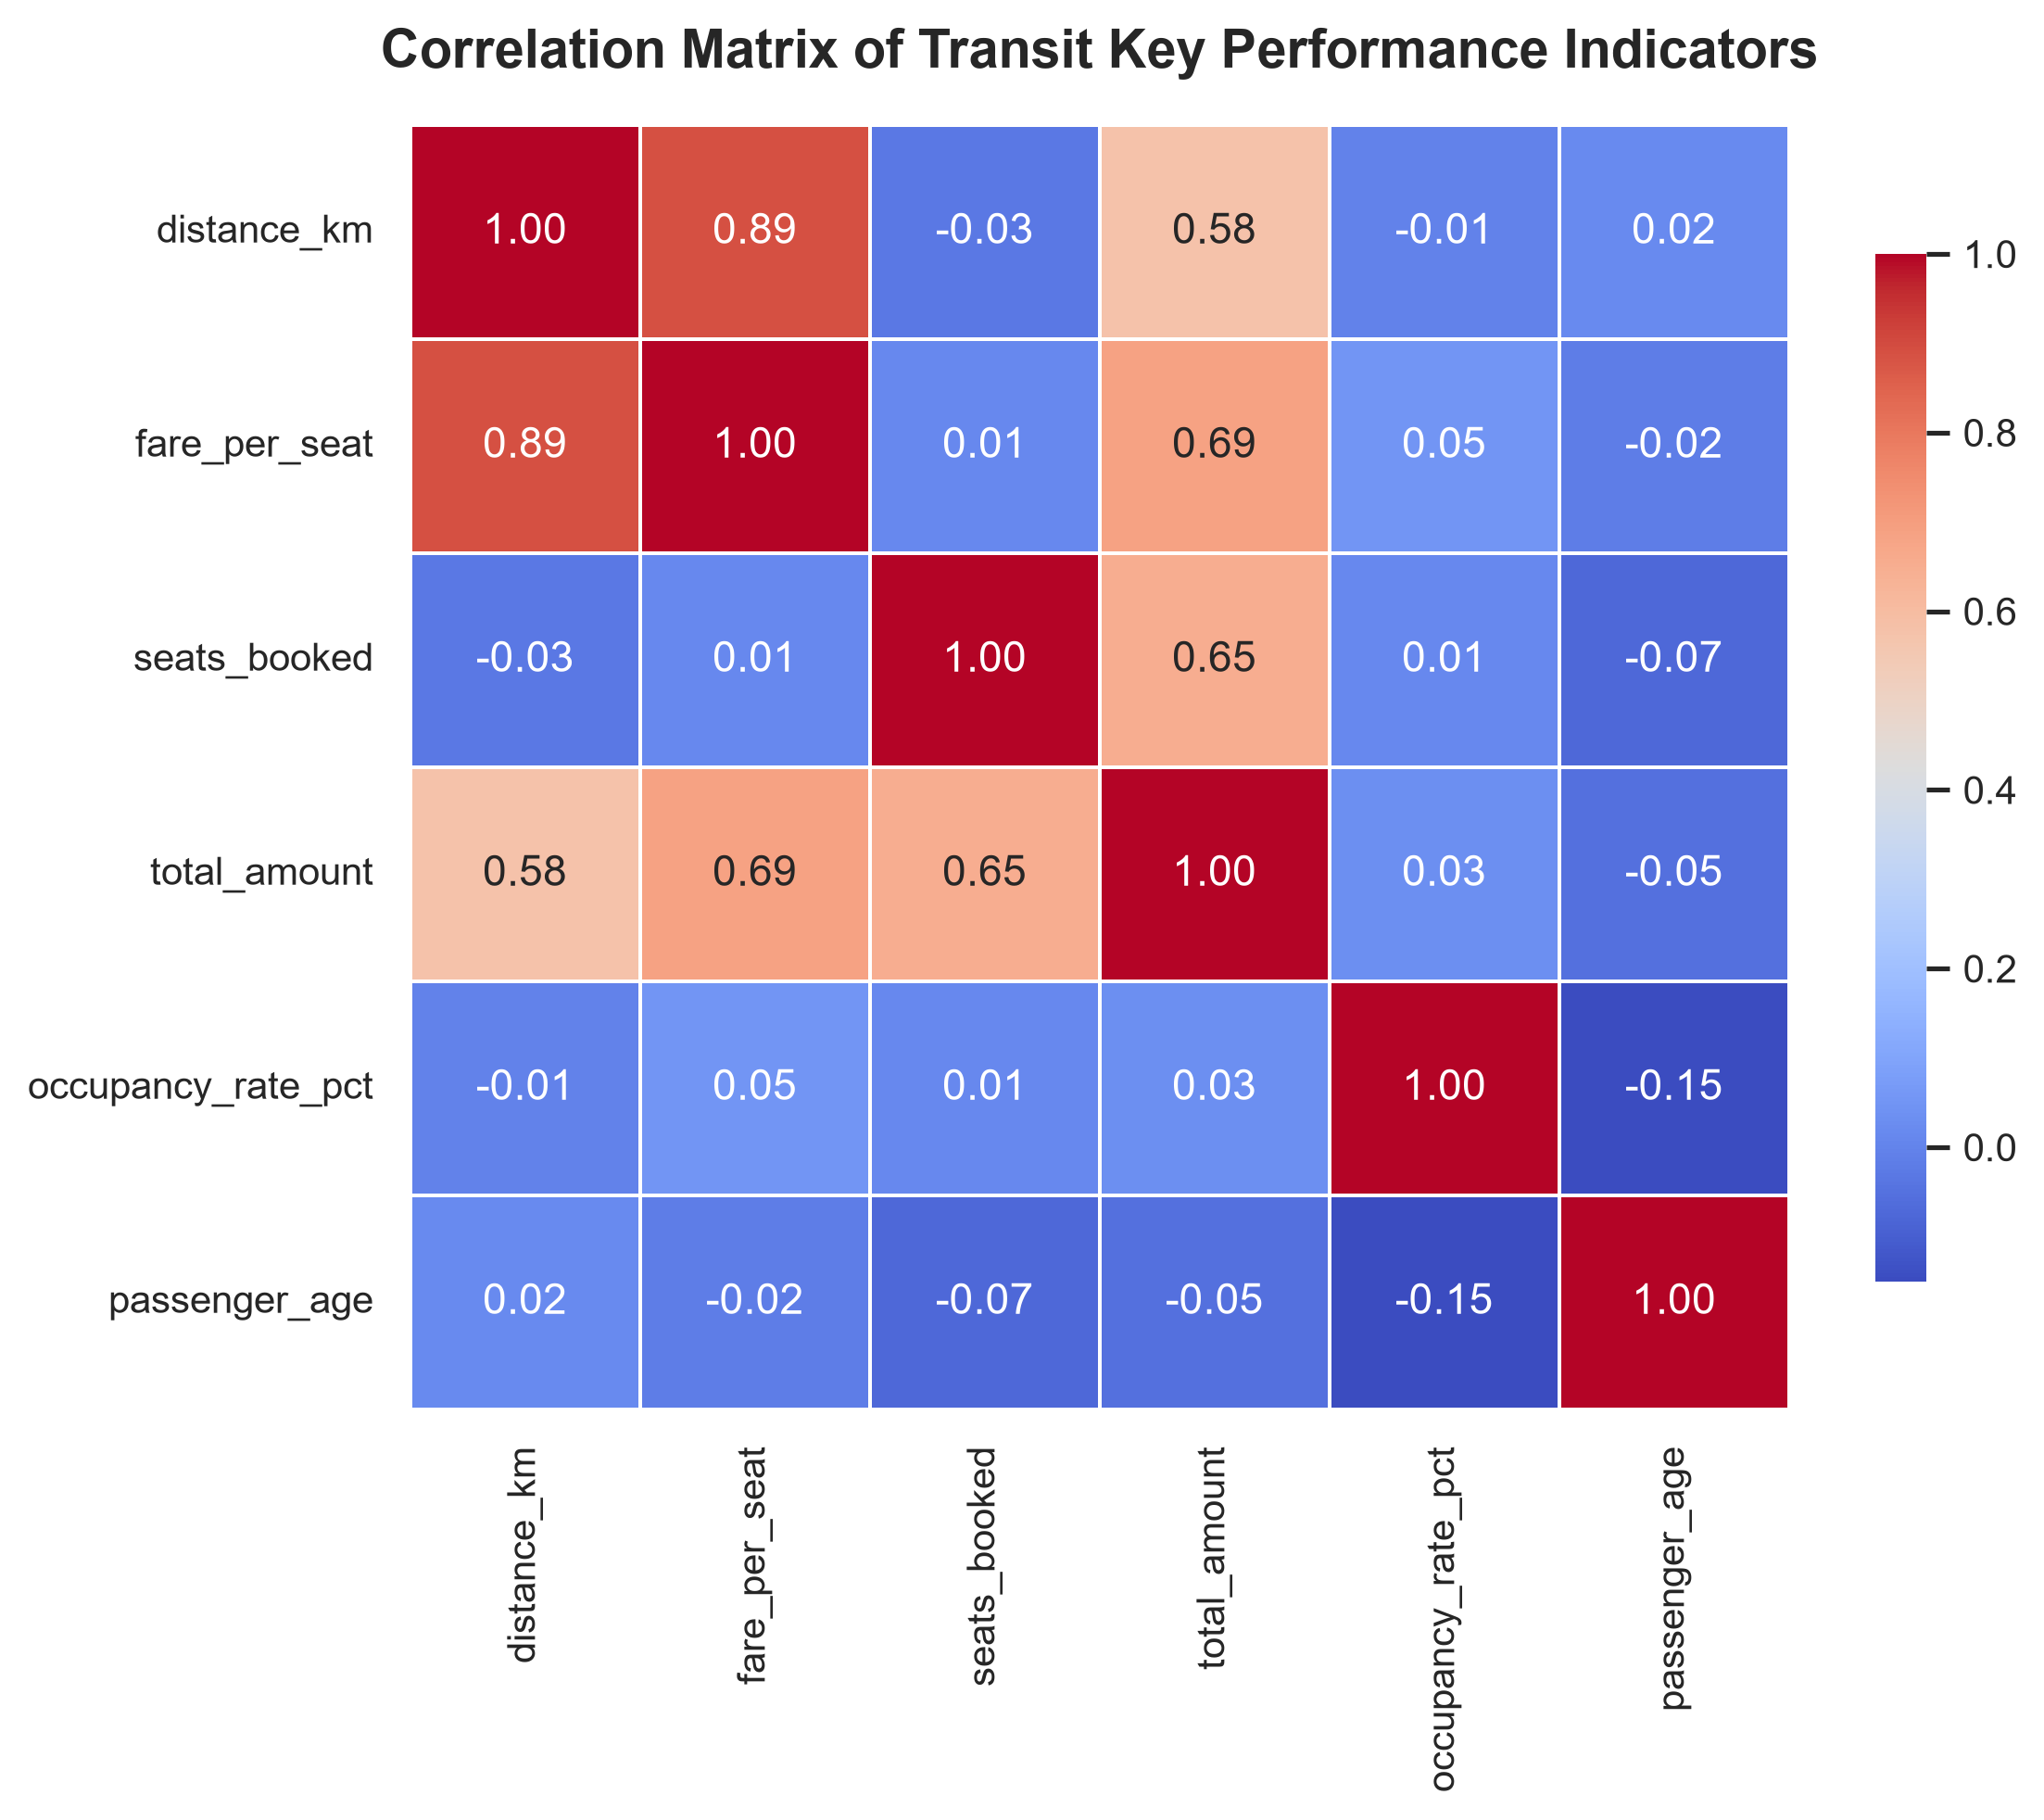 Correlation Matrix of Transit Key Performance Indicators
distance_km 1.00 0.89 -0.03 0.58 -0.01 0.02
fare_per_seat 0.89 1.00 0.01 0.69 0.05 -0.02
seats_booked -0.03 0.01 1.00 0.65 0.01 -0.07
total_amount 0.58 0.69 0.65 1.00 0.03 -0.05
occupancy_rate_pct -0.01 0.05 0.01 0.03 1.00 -0.15
passenger_age 0.02 -0.02 -0.07 -0.05 -0.15 1.00
distance_km
fare_per_seat
seats_booked
total_amount
occupancy_rate_pct
passenger_age
1.0
0.8
0.6
0.4
0.2
0.0